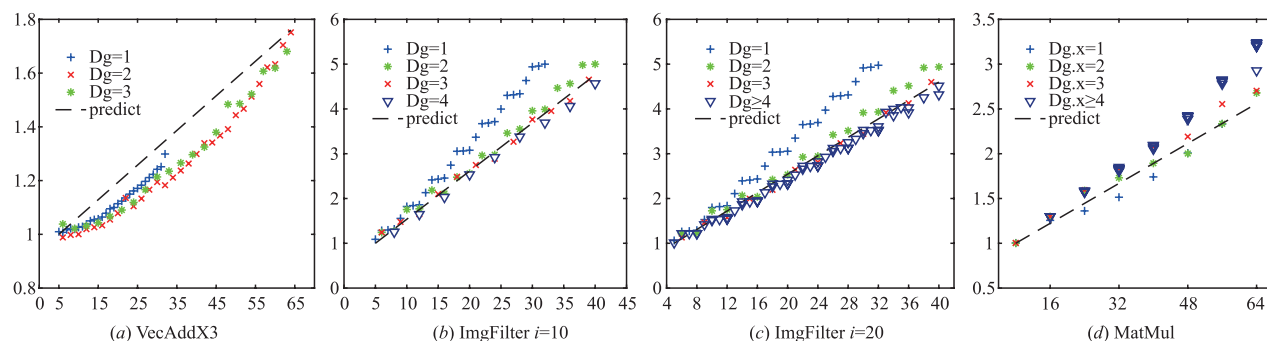 1.8
1.6
1.4
1.2
1.0
0.8
0 5 15 25 35 45 55 65
Dg=1
Dg=2
Dg=3
predict
(a) VecAddX3
6
5
4
3
2
1
0
0 5 10 15 20 25 30 35 40 45
Dg=1
Dg=2
Dg=3
Dg=4
predict
(b) ImgFilter i=10
6
5
4
3
2
1
0
4 8 12 16 20 24 28 32 36 40
Dg=1
Dg=2
Dg=3
Dg≥4
predict
(c) ImgFilter i=20
3.5
3.0
2.5
2.0
1.5
1
0.5
16 32 48 64
Dg.x=1
Dg.x=2
Dg.x=3
Dg.x≥4
predict
(d) MatMul